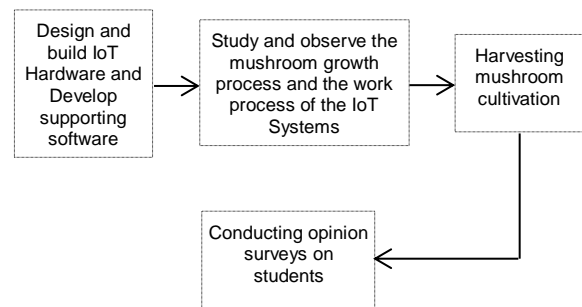 Design and
build IoT
Hardware and
Develop
supporting
software
Study and observe the
mushroom growth
process and the work
process of the IoT
Systems
Harvesting
mushroom
cultivation
Conducting opinion
surveys on
students